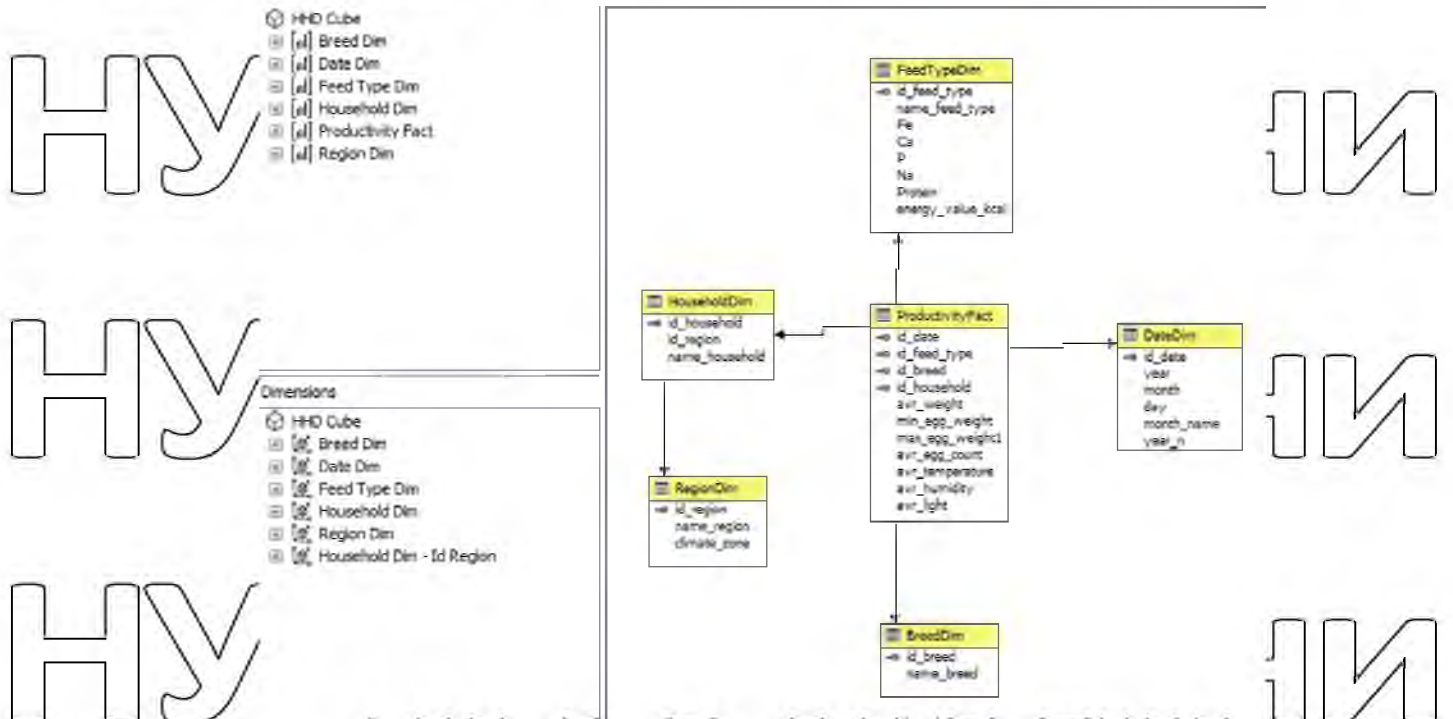 HHD Cube
Breed Dim
Date Dim
Feed Type Dim
Household Dim
Productivity Fact
Region Dim
Dimensions
HHD Cube
Breed Dim
Date Dim
Feed Type Dim
Household Dim
Region Dim
Household Dim - Id Region
FeedTypeDim
id_feed_type
name_feed_type
Fe
Ca
P
Na
Protein
energy_value_kcal
HouseholdDim
id_household
id_region
name_household
ProductivityFact
id_date
id_feed_type
id_breed
id_household
avr_weight
min_egg_weight
max_egg_weight1
avr_egg_count
avr_temperature
avr_humidity
avr_light
DateDim
id_date
year
month
day
month_name
year_n
RegionDim
id_region
name_region
climate_zone
BreedDim
id_breed
name_breed
НУ
НУ
НУ
И
И
И